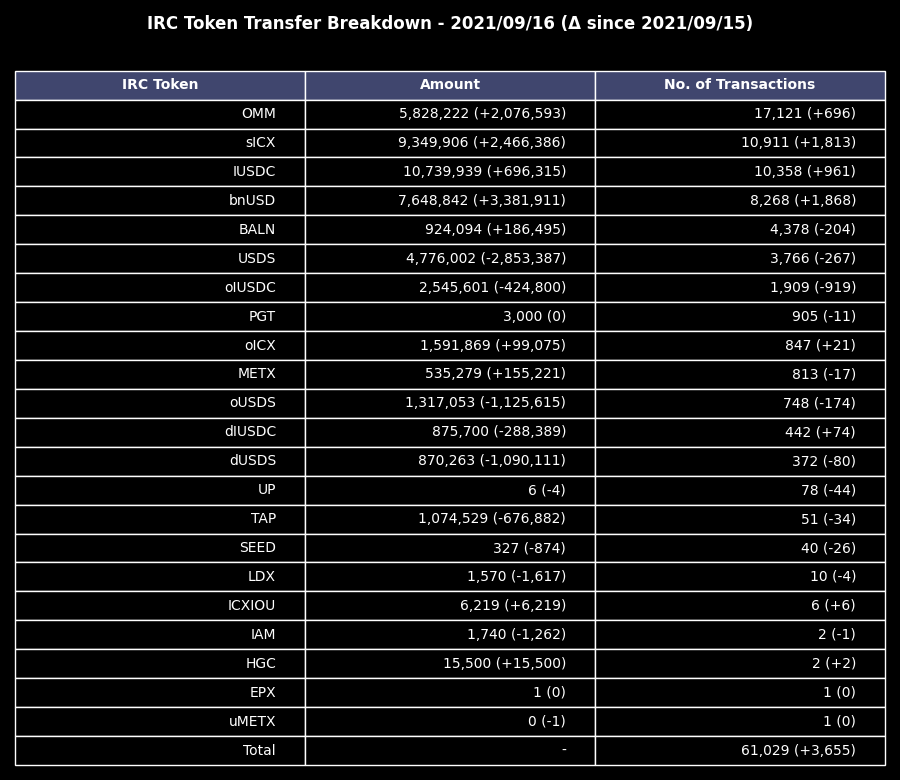 IRC Token Transfer Breakdown - 2021/09/16 (Δ since 2021/09/15)
IRC Token Amount No. of Transactions
OMM 5,828,222 (+2,076,593) 17,121 (+696)
sICX 9,349,906 (+2,466,386) 10,911 (+1,813)
IUSDC 10,739,939 (+696,315) 10,358 (+961)
bnUSD 7,648,842 (+3,381,911) 8,268 (+1,868)
BALN 924,094 (+186,495) 4,378 (-204)
USDS 4,776,002 (-2,853,387) 3,766 (-267)
oIUSDC 2,545,601 (-424,800) 1,909 (-919)
PGT 3,000 (0) 905 (-11)
oICX 1,591,869 (+99,075) 847 (+21)
METX 535,279 (+155,221) 813 (-17)
oUSDS 1,317,053 (-1,125,615) 748 (-174)
dIUSDC 875,700 (-288,389) 442 (+74)
dUSDS 870,263 (-1,090,111) 372 (-80)
UP 6 (-4) 78 (-44)
TAP 1,074,529 (-676,882) 51 (-34)
SEED 327 (-874) 40 (-26)
LDX 1,570 (-1,617) 10 (-4)
ICXIOU 6,219 (+6,219) 6 (+6)
IAM 1,740 (-1,262) 2 (-1)
HGC 15,500 (+15,500) 2 (+2)
EPX 1 (0) 1 (0)
uMETX 0 (-1) 1 (0)
Total - 61,029 (+3,655)